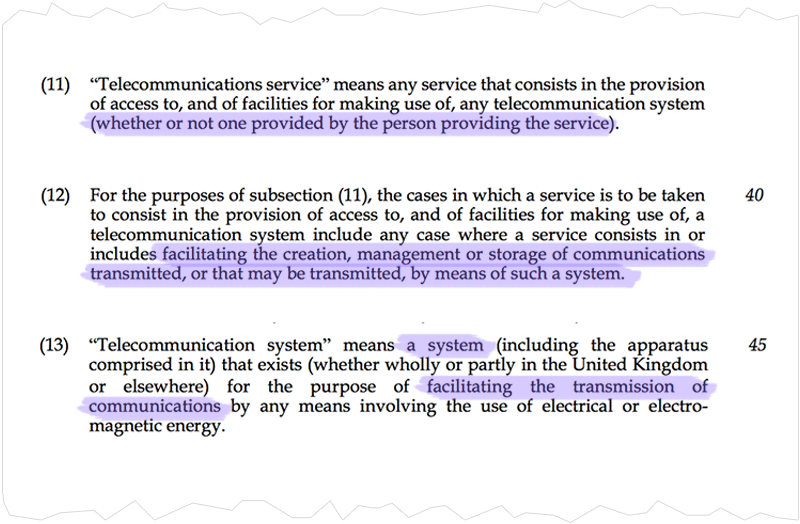 (11) “Telecommunications service” means any service that consists in the provision
of access to, and of facilities for making use of, any telecommunication system
(whether or not one provided by the person providing the service).
(12) For the purposes of subsection (11), the cases in which a service is to be taken 40
to consist in the provision of access to, and of facilities for making use of, a
telecommunication system include any case where a service consists in or
includes facilitating the creation, management or storage of communications
transmitted, or that may be transmitted, by means of such a system.
(13) “Telecommunication system” means a system (including the apparatus 45
comprised in it) that exists (whether wholly or partly in the United Kingdom
or elsewhere) for the purpose of facilitating the transmission of
communications by any means involving the use of electrical or electro-
magnetic energy.